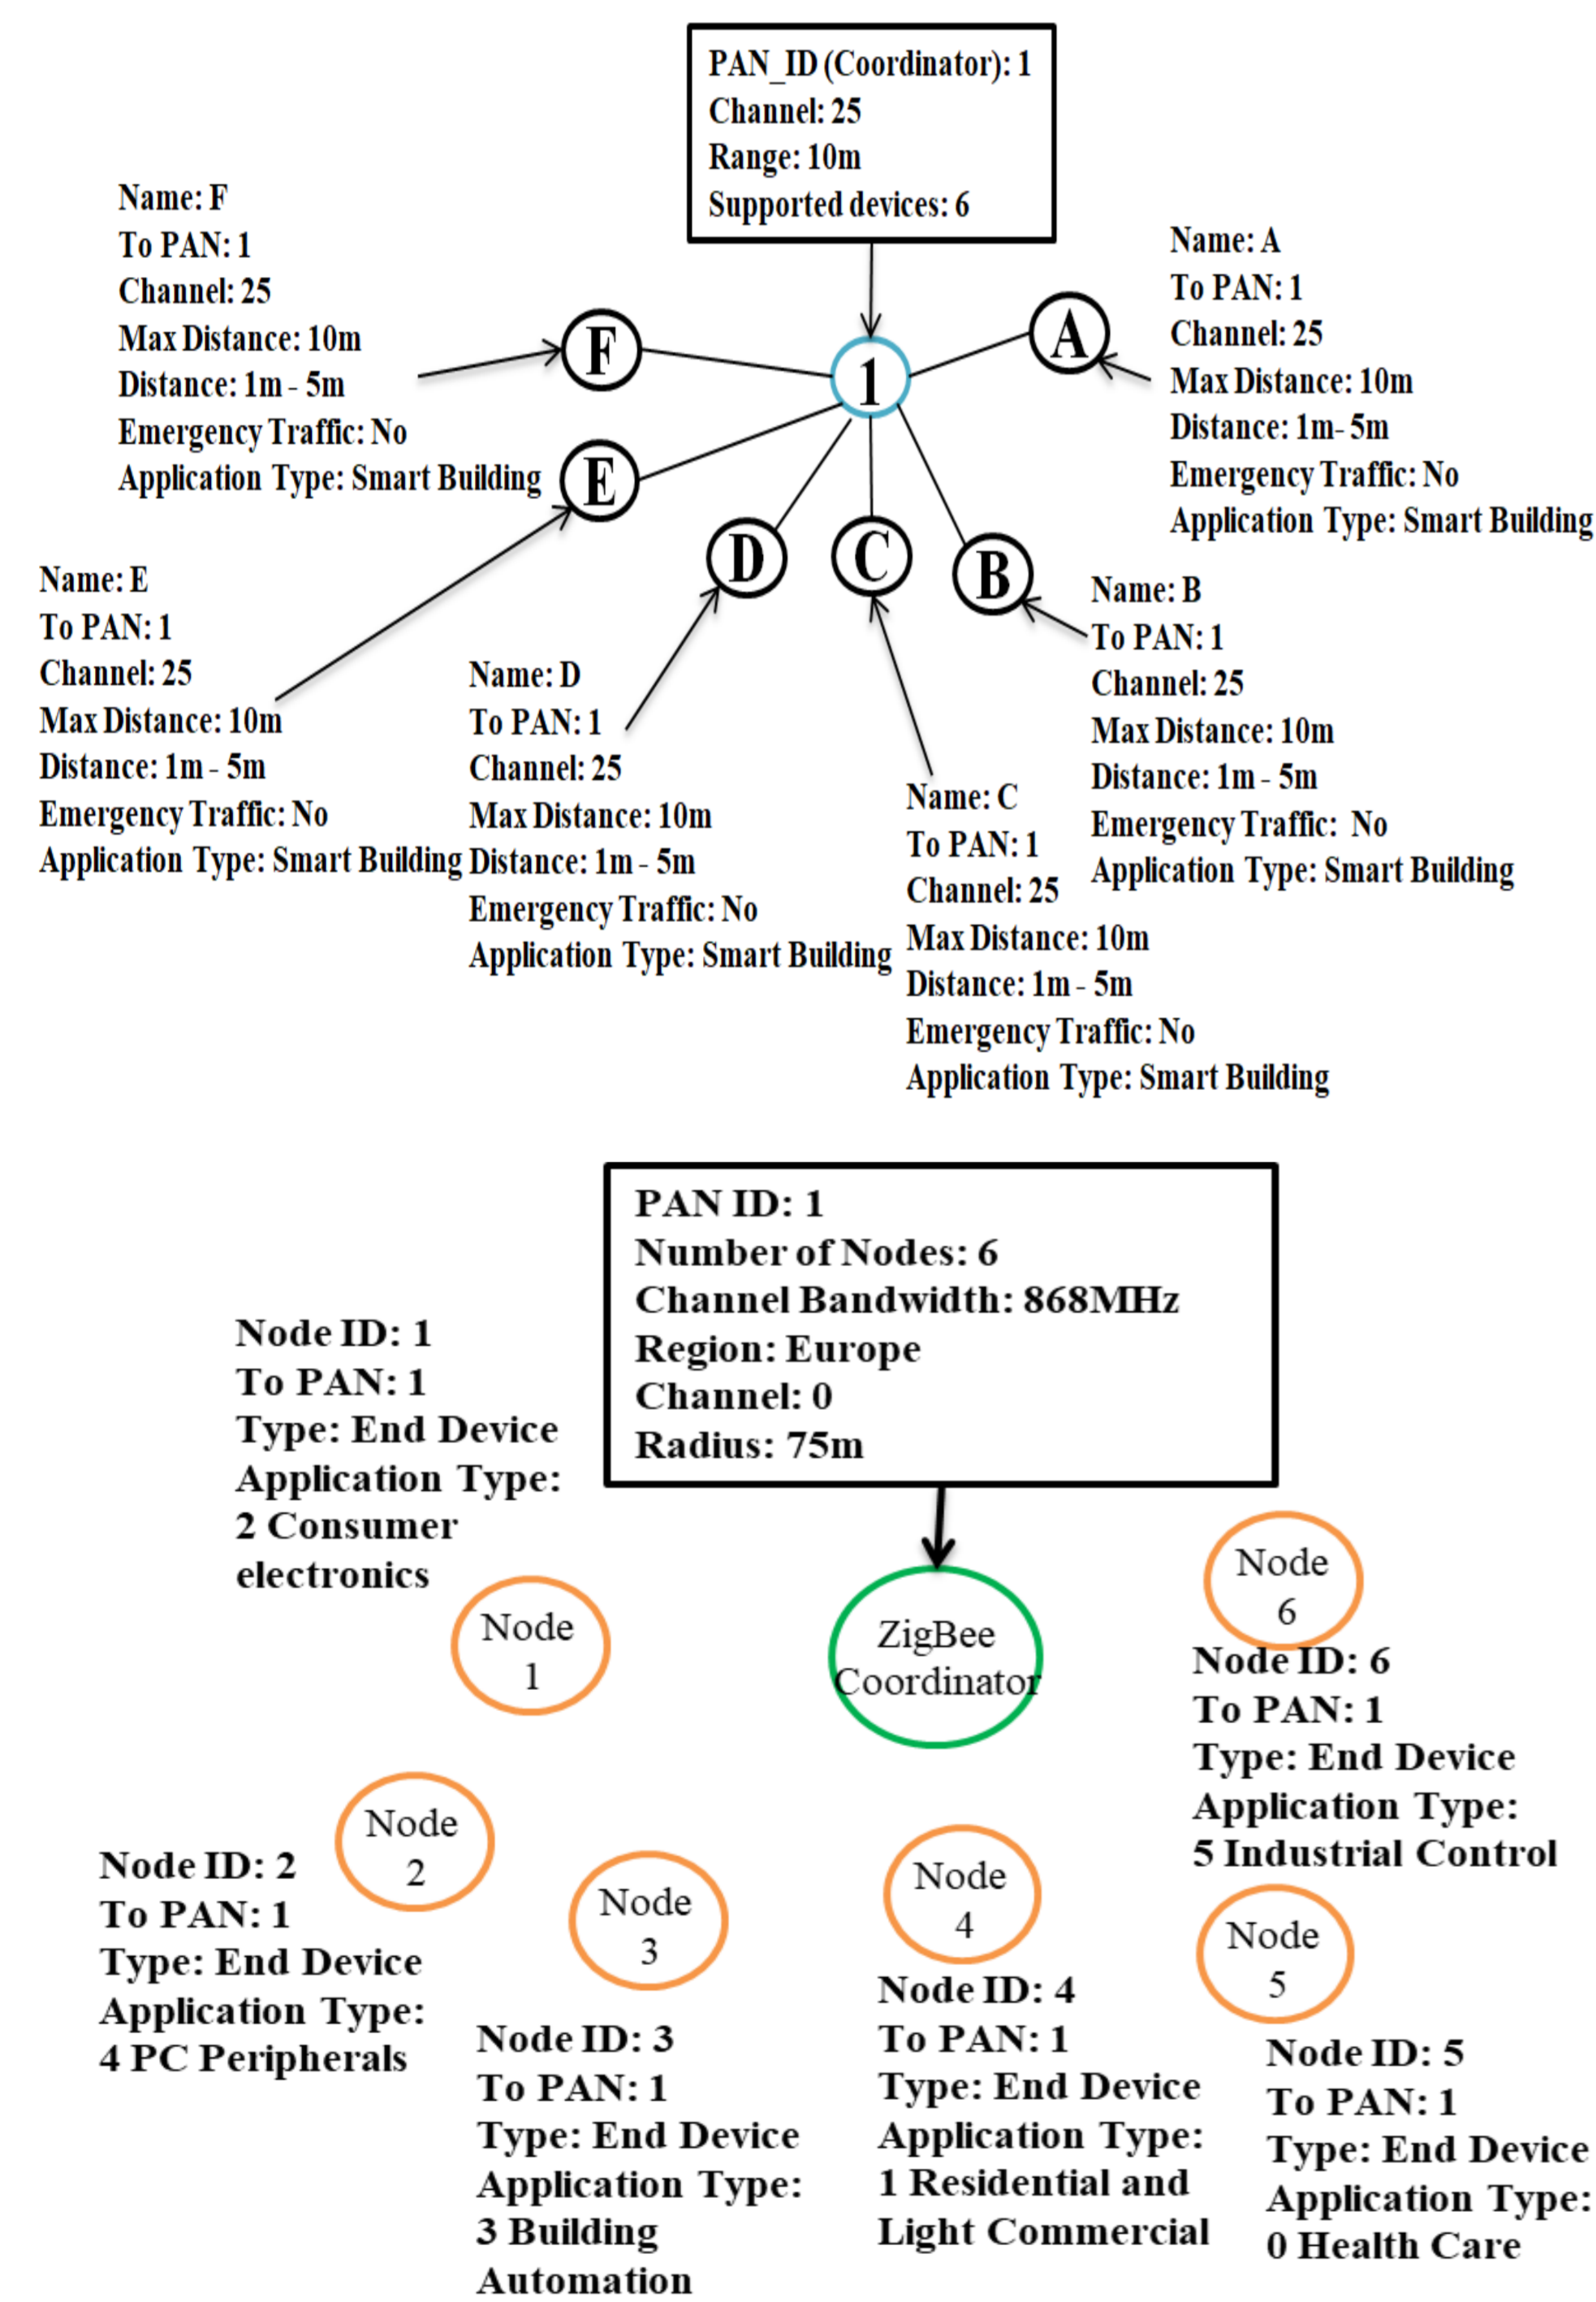 PAN_ID (Coordinator): 1
Channel: 25
Range: 10m
Supported devices: 6
Name: F
To PAN: 1
Channel: 25
Max Distance: 10m
Distance: 1m - 5m
Emergency Traffic: No
Application Type: Smart Building
Name: A
To PAN: 1
Channel: 25
Max Distance: 10m
Distance: 1m- 5m
Emergency Traffic: No
Application Type: Smart Building
F
1
A
E
D
C
B
Name: E
To PAN: 1
Channel: 25
Max Distance: 10m
Distance: 1m - 5m
Emergency Traffic: No
Application Type: Smart Building
Name: D
To PAN: 1
Channel: 25
Max Distance: 10m
Distance: 1m - 5m
Emergency Traffic: No
Application Type: Smart Building
Name: C
To PAN: 1
Channel: 25
Max Distance: 10m
Distance: 1m - 5m
Emergency Traffic: No
Application Type: Smart Building
Name: B
To PAN: 1
Channel: 25
Max Distance: 10m
Distance: 1m - 5m
Emergency Traffic: No
Application Type: Smart Building
PAN ID: 1
Number of Nodes: 6
Channel Bandwidth: 868MHz
Region: Europe
Channel: 0
Radius: 75m
Node ID: 1
To PAN: 1
Type: End Device
Application Type:
2 Consumer
electronics
Node
1
ZigBee
Coordinator
Node
6
Node ID: 6
To PAN: 1
Type: End Device
Application Type:
5 Industrial Control
Node
2
Node ID: 2
To PAN: 1
Type: End Device
Application Type:
4 PC Peripherals
Node
3
Node ID: 3
To PAN: 1
Type: End Device
Application Type:
3 Building
Automation
Node
4
Node ID: 4
To PAN: 1
Type: End Device
Application Type:
1 Residential and
Light Commercial
Node
5
Node ID: 5
To PAN: 1
Type: End Device
Application Type:
0 Health Care